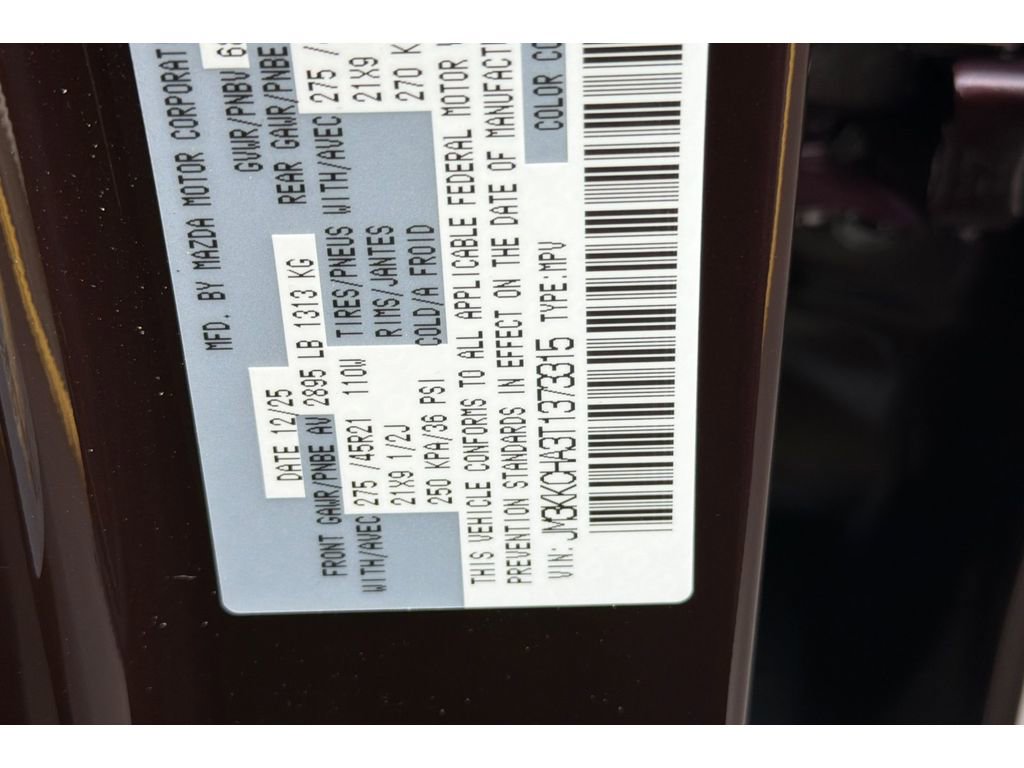 MFD. BY MAZDA MOTOR CORPORAT
DATE 12/25 GVWR/PNBV
FRONT GAWR/PNBE AV 2895 LB 1313 KG REAR GAWR/PNBE
WITH/AVEC 275 /45R21 110W TIRES/PNEUS WITH/AVEC 275 /
21X9 1/2J RIMS/JANTES 21X9
250 KPA/36 PSI COLD/A FROID 270 K
THIS VEHICLE CONFORMS TO ALL APPLICABLE FEDERAL MOTOR
PREVENTION STANDARDS IN EFFECT ON THE DATE OF MANUFACT
VIN: JM3KKCHA3T1373315 TYPE:MPV COLOR CO